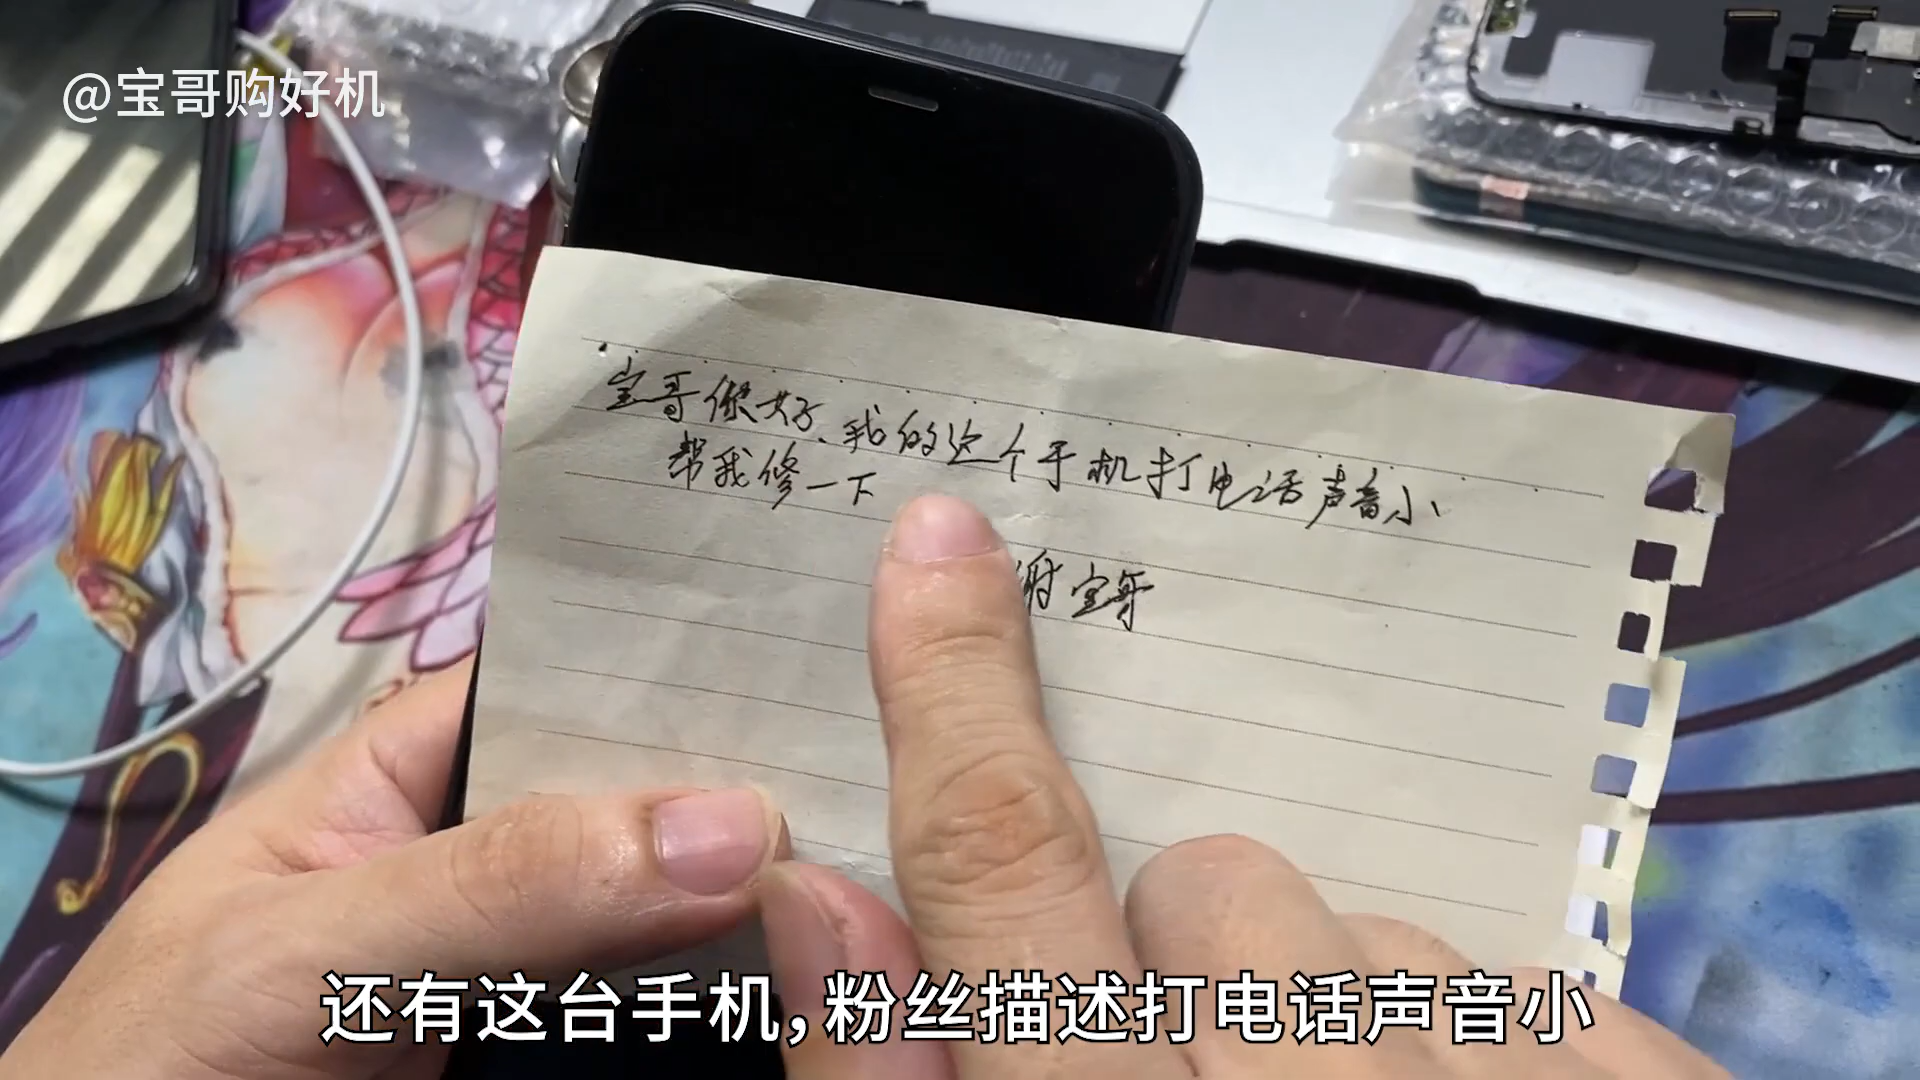 @宝哥购好机
宝哥你好、我的这个手机打电话声音小
帮我修一下
谢宝哥
还有这台手机,粉丝描述打电话声音小